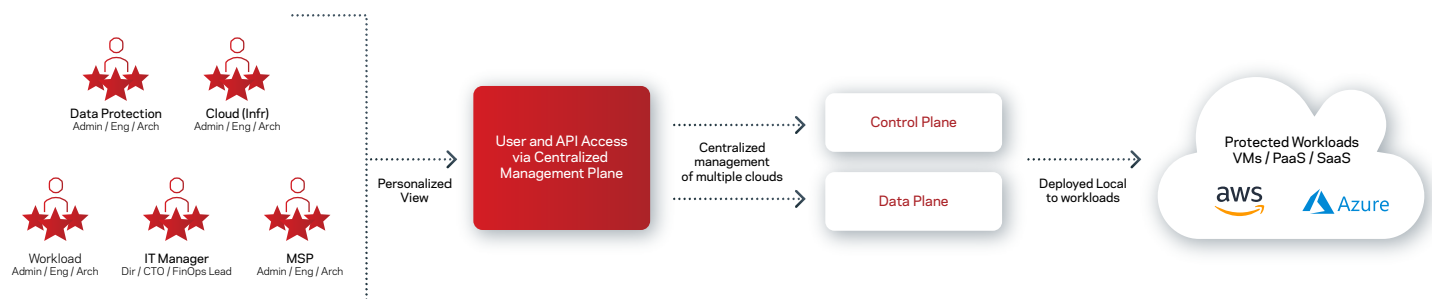 Data Protection
Admin / Eng / Arch
Cloud (Infr)
Admin / Eng / Arch
Workload
Admin / Eng / Arch
IT Manager
Dir / CTO / FinOps Lead
MSP
Admin / Eng / Arch
Personalized
View
User and API Access
via Centralized
Management Plane
Centralized
management
of multiple clouds
Control Plane
Data Plane
Deployed Local
to workloads
Protected Workloads
VMs / PaaS / SaaS
aws
Azure